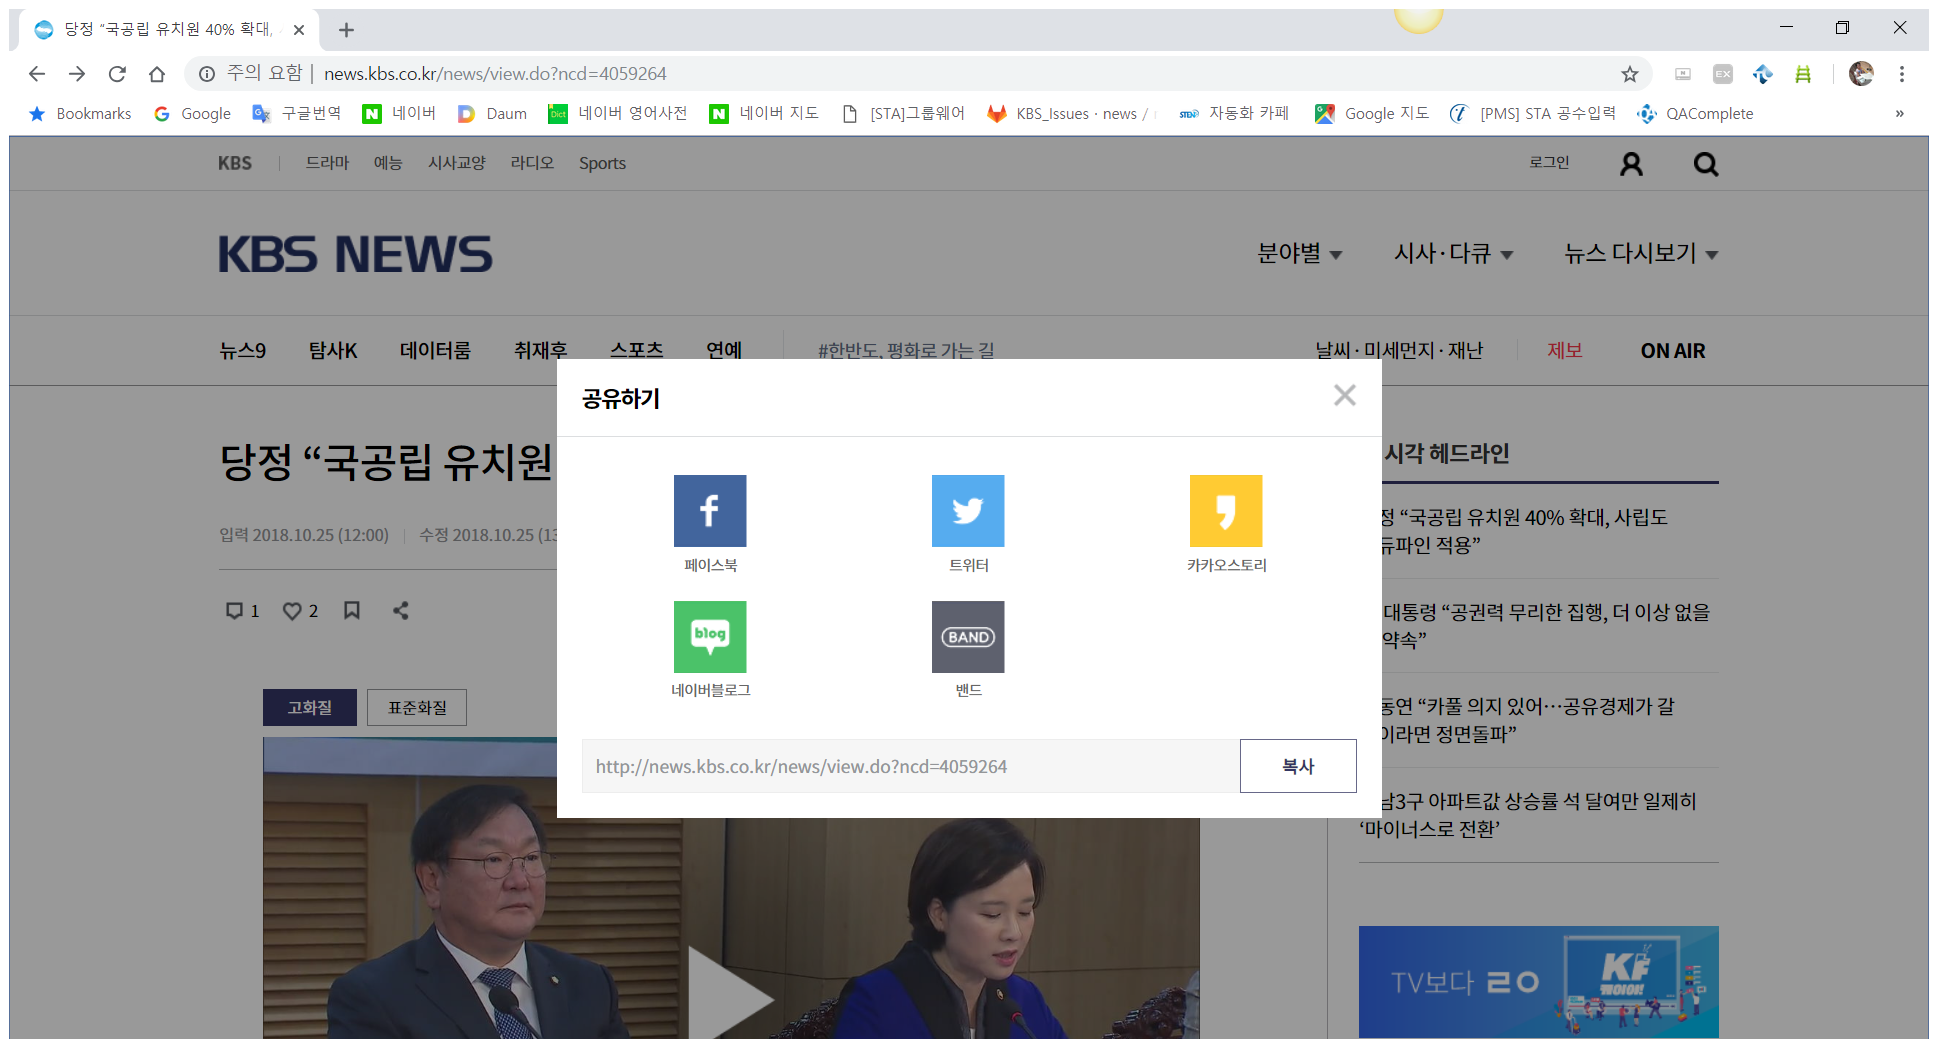 당정 “국공립 유치원 40% 확대,
주의 요함 | news.kbs.co.kr/news/view.do?ncd=4059264
EX
Bookmarks Google 구글번역 네이버 Daum 네이버 영어사전 네이버 지도 [STA]그룹웨어 KBS_Issues · news / 자동화 카페 Google 지도 [PMS] STA 공수입력 QAComplete »
KBS 드라마 예능 시사교양 라디오 Sports 로그인
KBS NEWS 분야별 시사·다큐 뉴스 다시보기
뉴스9 탐사K 데이터룸 취재후 스포츠 연예 #한반도, 평화로 가는 길 날씨·미세먼지·재난 제보 ON AIR
공유하기
당정 “국공립 유치원
입력 2018.10.25 (12:00) 수정 2018.10.25 (13
1 2
고화질 표준화질
f
페이스북 트위터 카카오스토리
blog BAND
네이버블로그 밴드
http://news.kbs.co.kr/news/view.do?ncd=4059264 복사
시각 헤드라인
정 “국공립 유치원 40% 확대, 사립도
듀파인 적용”
대통령 “공권력 무리한 집행, 더 이상 없을
약속”
동연 “카풀 의지 있어…공유경제가 갈
이라면 정면돌파”
남3구 아파트값 상승률 석 달여만 일제히
‘마이너스로 전환’
TV보다 ㄹㅇ
케이이!